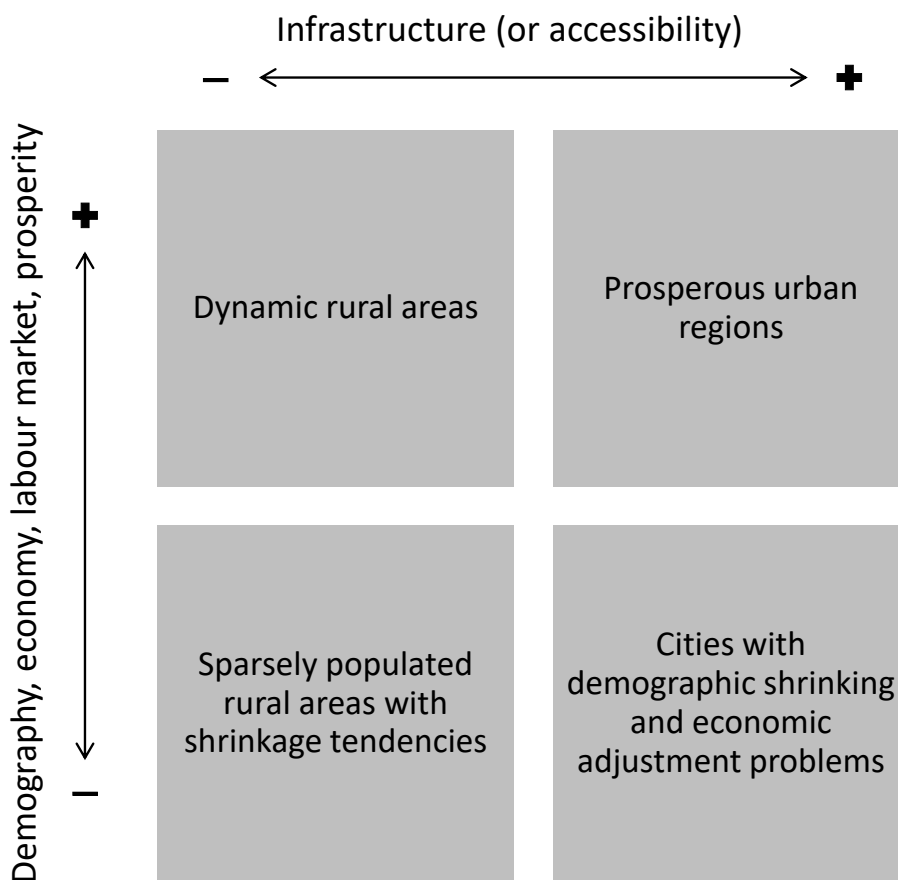 Infrastructure (or accessibility)
– +
Demography, economy, labour market, prosperity
+
–
Dynamic rural areas
Prosperous urban
regions
Sparsely populated
rural areas with
shrinkage tendencies
Cities with
demographic shrinking
and economic
adjustment problems